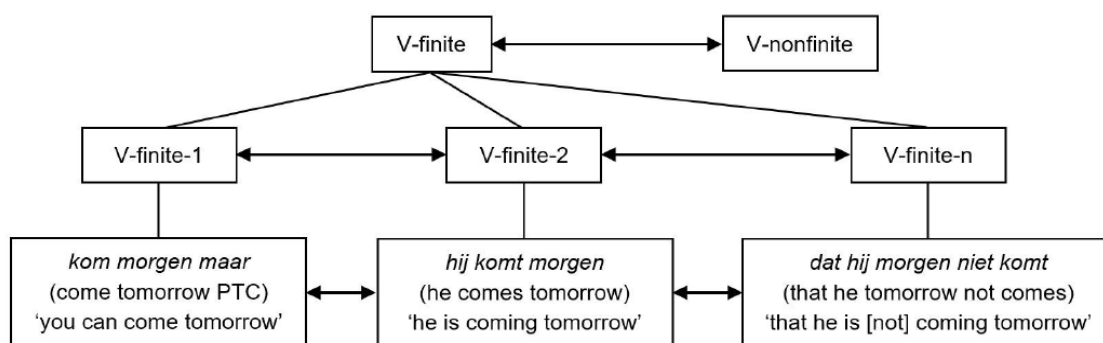 V-finite
V-nonfinite
V-finite-1
V-finite-2
V-finite-n
kom morgen maar
(come tomorrow PTC)
‘you can come tomorrow’
hij komt morgen
(he comes tomorrow)
‘he is coming tomorrow’
dat hij morgen niet komt
(that he tomorrow not comes)
‘that he is [not] coming tomorrow’